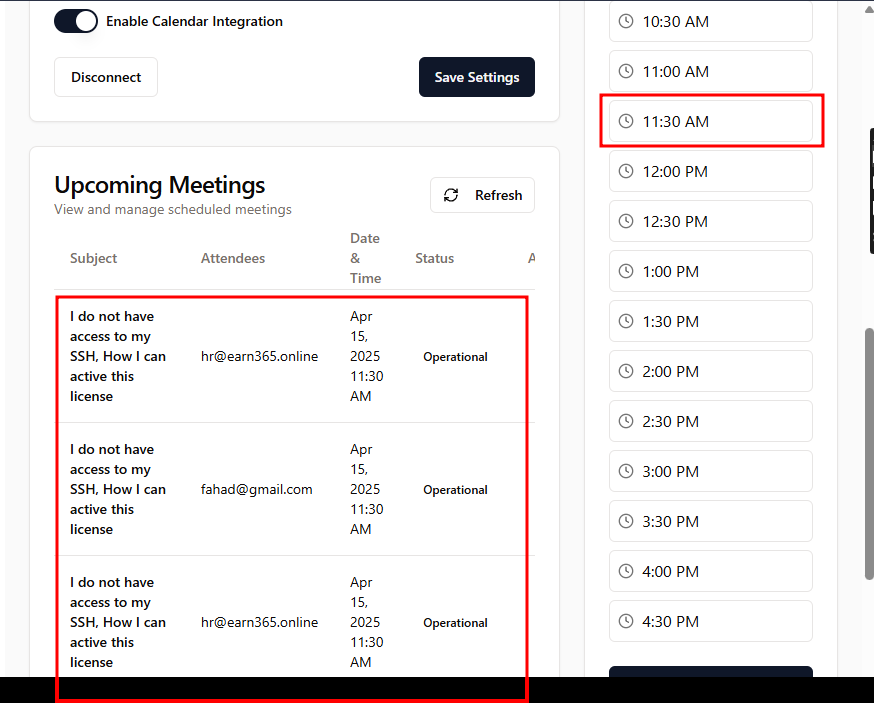 Enable Calendar Integration
Disconnect
Save Settings
Upcoming Meetings
View and manage scheduled meetings
Refresh
Subject
Attendees
Date
&
Time
Status
A
I do not have
access to my
SSH, How I can
active this
license
hr@earn365.online
Apr
15,
2025
11:30
AM
Operational
I do not have
access to my
SSH, How I can
active this
license
fahad@gmail.com
Apr
15,
2025
11:30
AM
Operational
I do not have
access to my
SSH, How I can
active this
license
hr@earn365.online
Apr
15,
2025
11:30
AM
Operational
10:30 AM
11:00 AM
11:30 AM
12:00 PM
12:30 PM
1:00 PM
1:30 PM
2:00 PM
2:30 PM
3:00 PM
3:30 PM
4:00 PM
4:30 PM